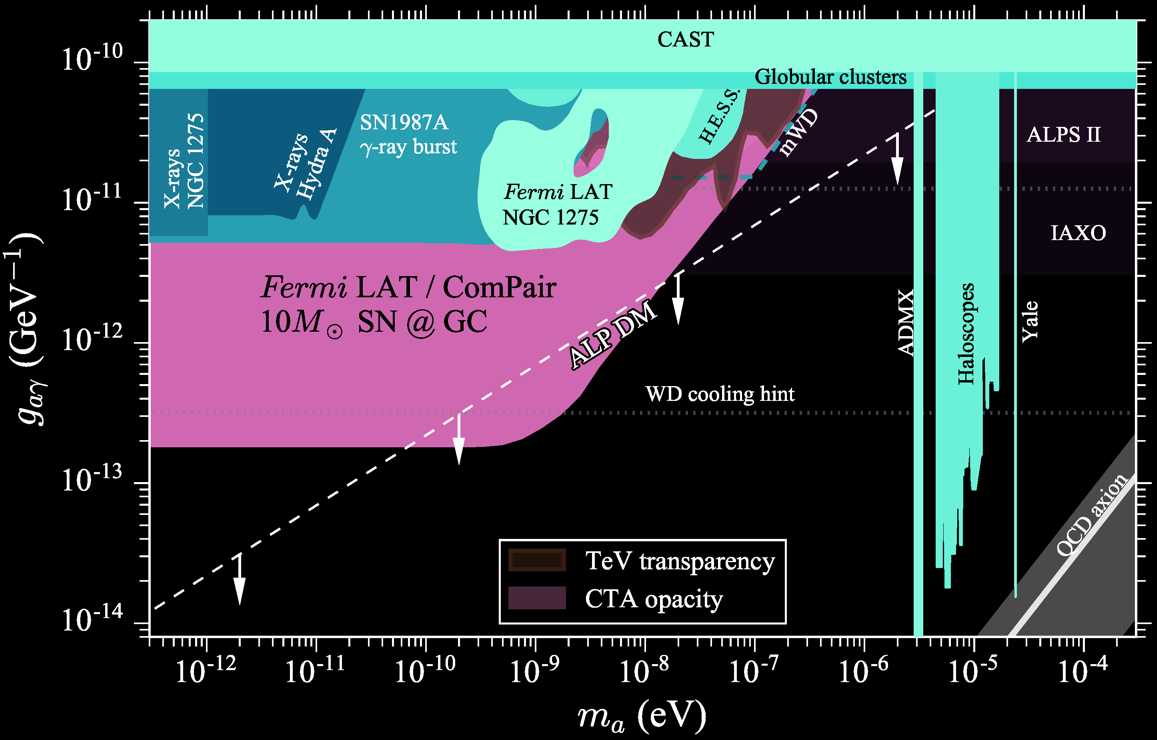 CAST
Globular clusters
X-rays
NGC 1275
X-rays
Hydra A
SN1987A
γ-ray burst
Fermi LAT
NGC 1275
H.E.S.S.
mWD
ALPS II
IAXO
Fermi LAT / ComPair
10M☉ SN @ GC
ALP DM
WD cooling hint
ADMX
Haloscopes
Yale
QCD axion
TeV transparency
CTA opacity
10⁻¹⁰
10⁻¹¹
10⁻¹²
10⁻¹³
10⁻¹⁴
g_aγ (GeV⁻¹)
10⁻¹² 10⁻¹¹ 10⁻¹⁰ 10⁻⁹ 10⁻⁸ 10⁻⁷ 10⁻⁶ 10⁻⁵ 10⁻⁴
m_a (eV)